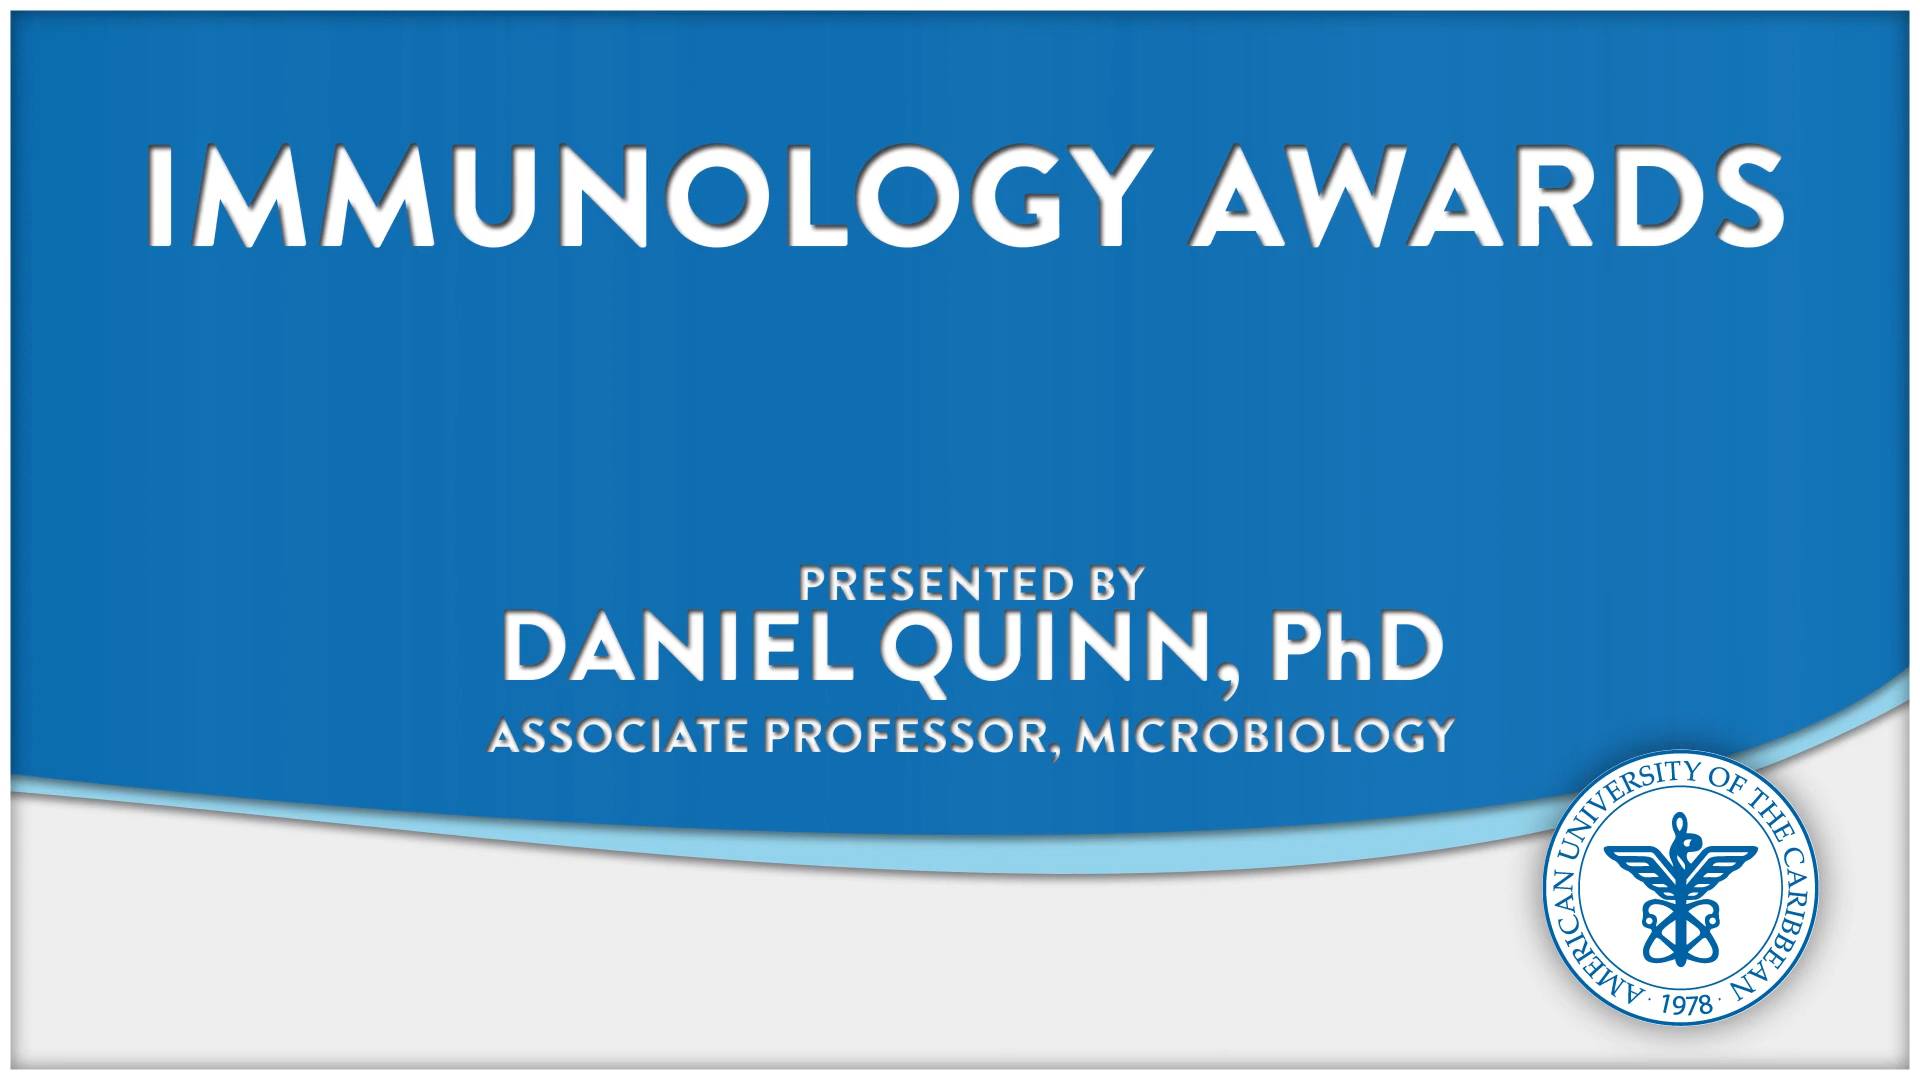 IMMUNOLOGY AWARDS
PRESENTED BY
DANIEL QUINN, PhD
ASSOCIATE PROFESSOR, MICROBIOLOGY
AMERICAN UNIVERSITY OF THE CARIBBEAN
· 1978 ·